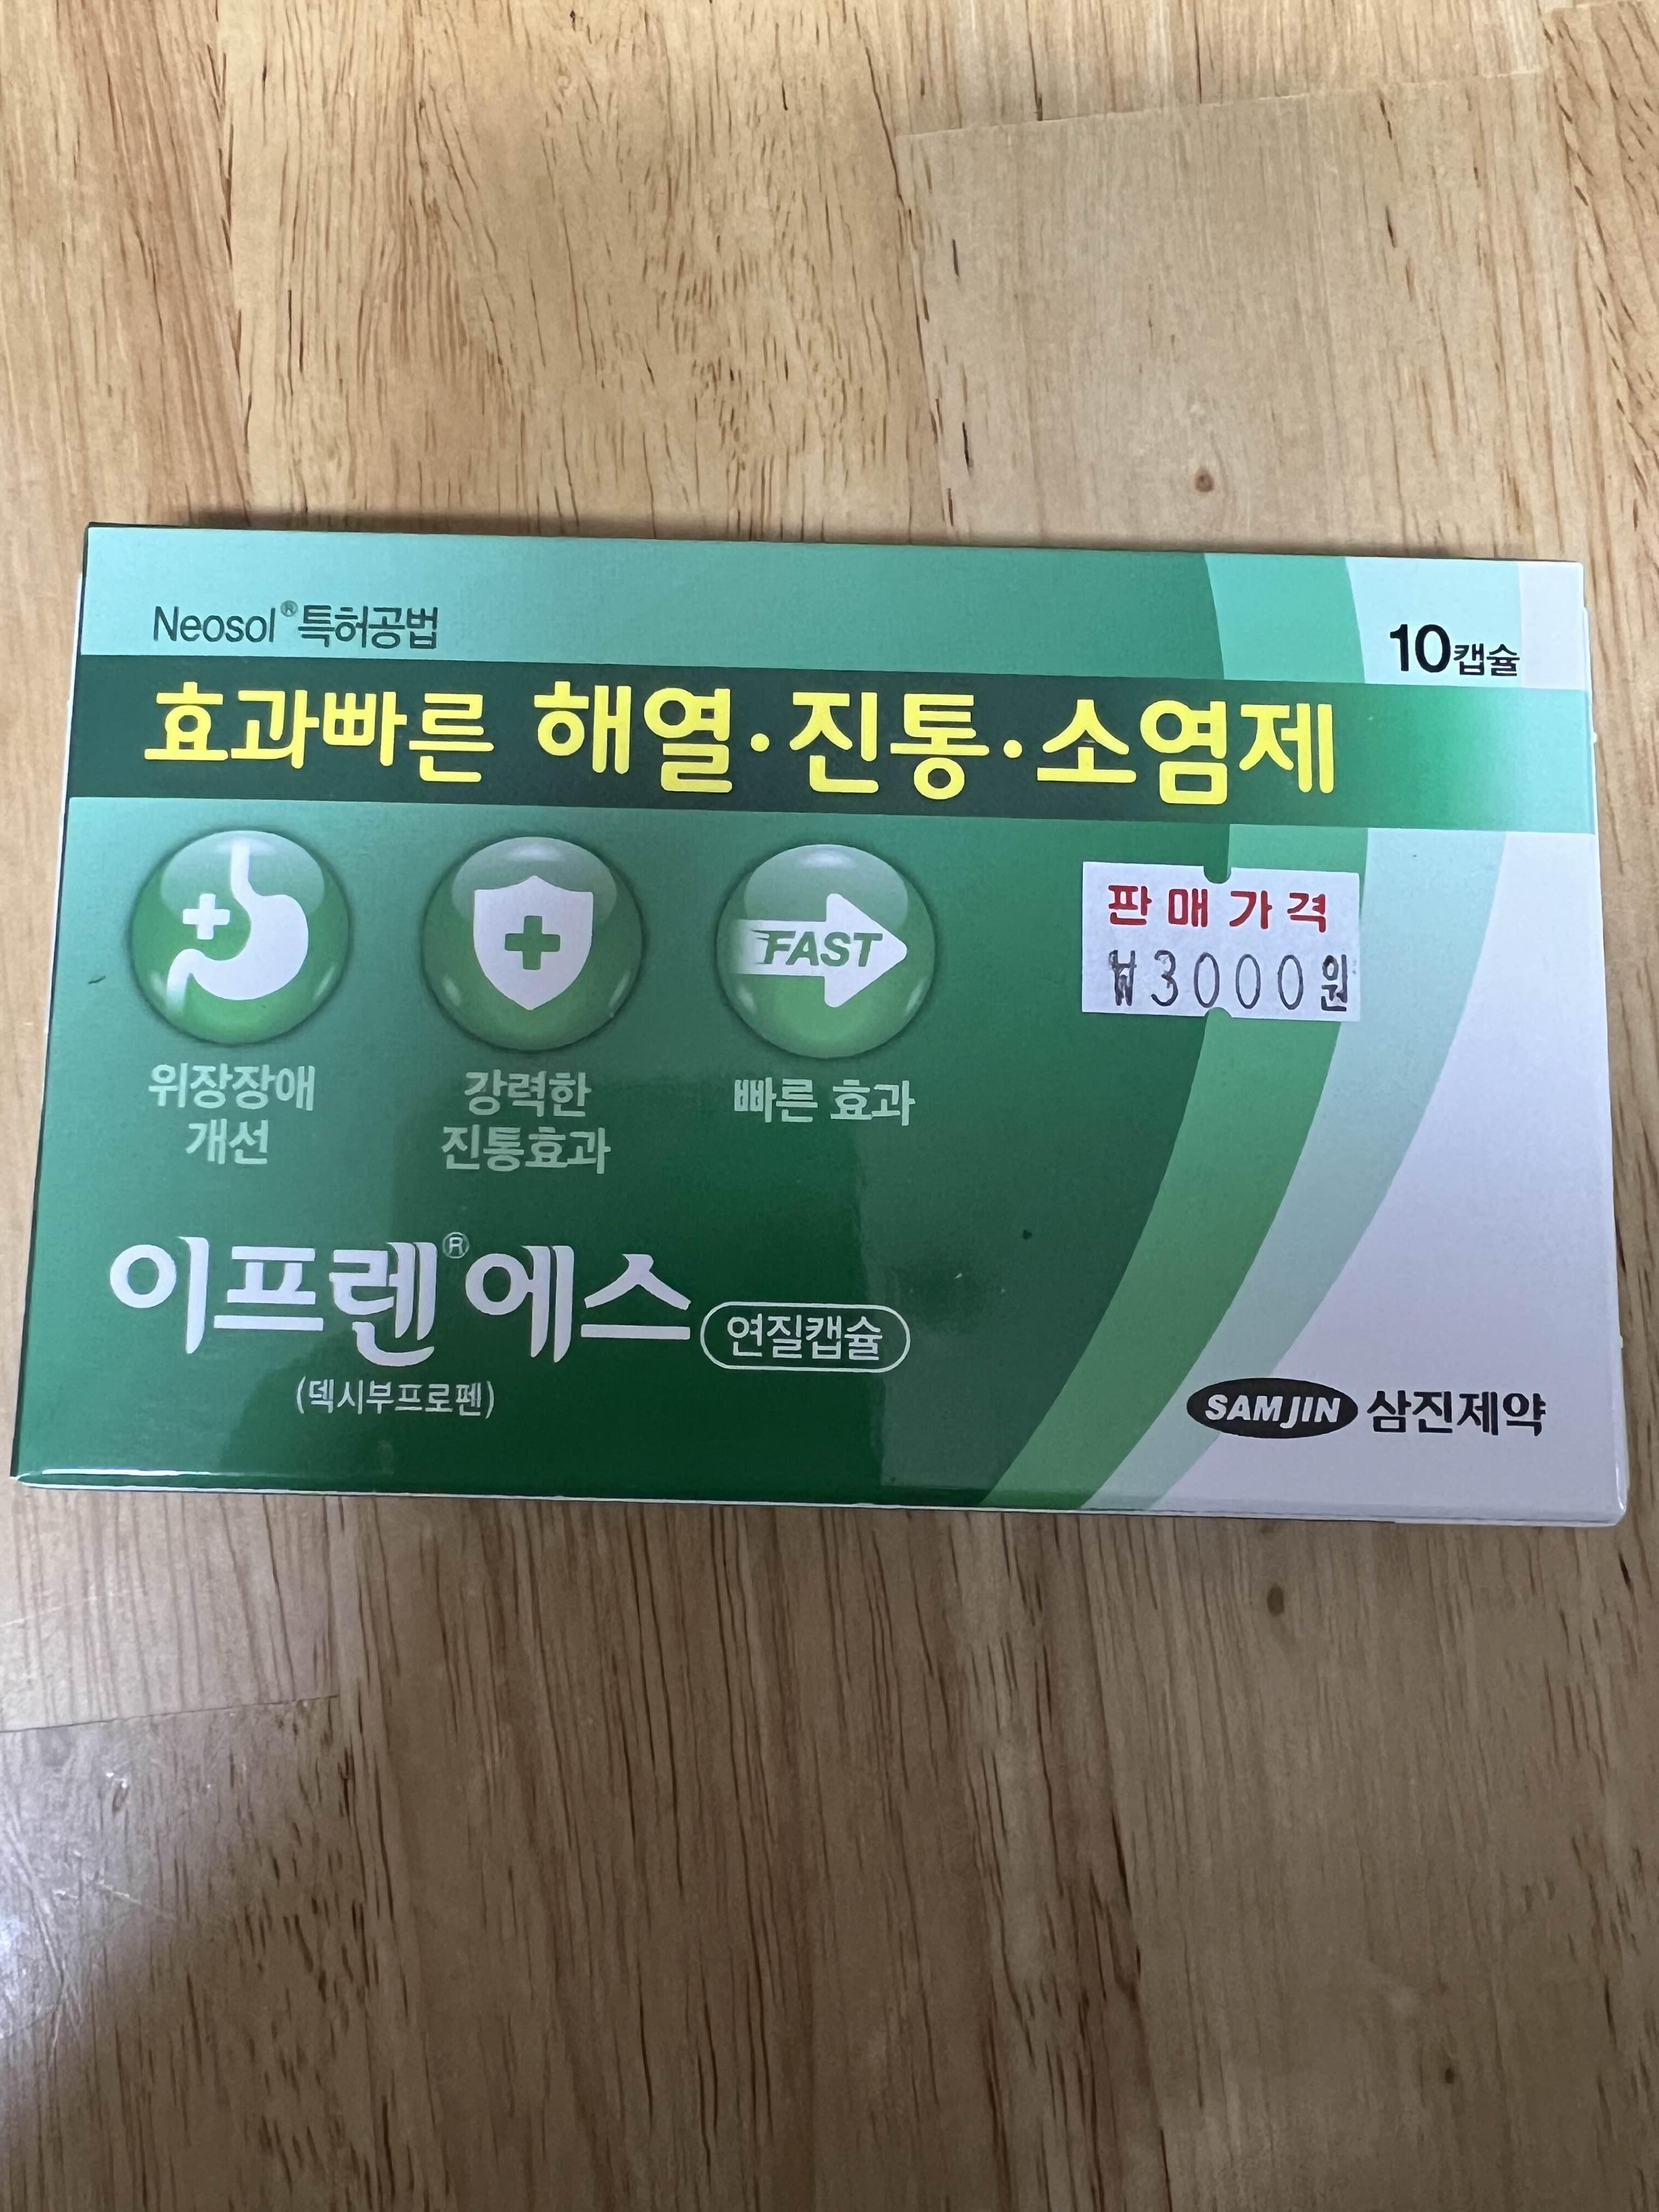 Neosol® 특허공법
10캡슐
효과빠른 해열·진통·소염제
FAST
판매가격
₩3000원
위장장애
개선
강력한
진통효과
빠른 효과
이프렌®에스 연질캡슐
(덱시부프로펜)
SAMJIN 삼진제약